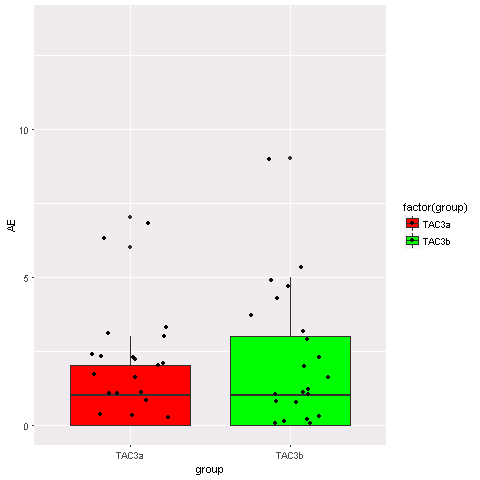 10
5
0
AE
TAC3a
TAC3b
group
factor(group)
TAC3a
TAC3b